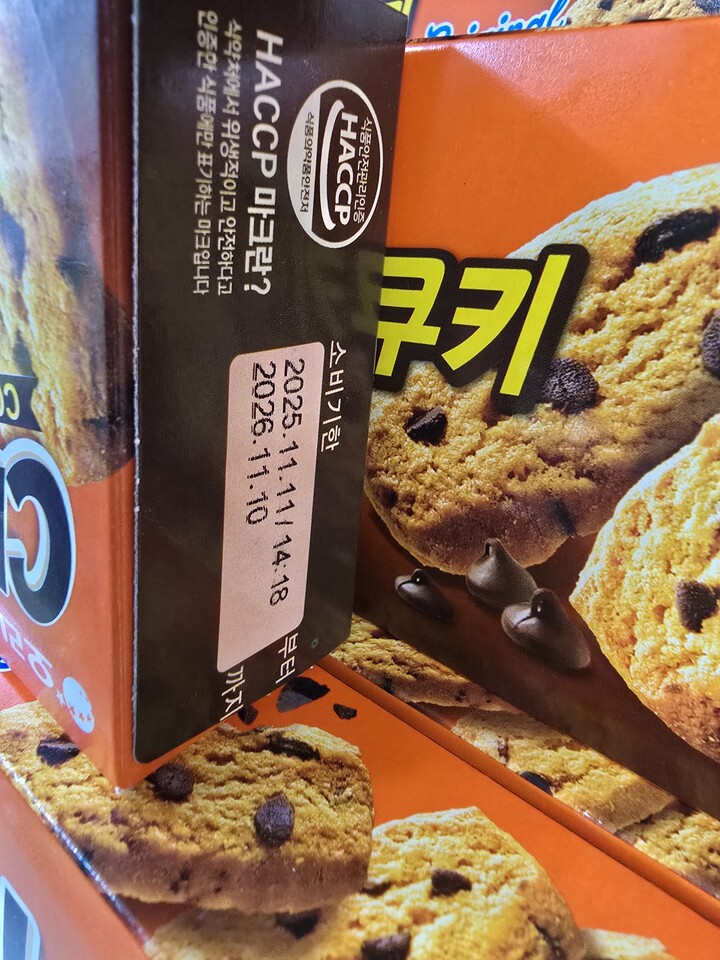 Original
HACCP 마크란?
식약처에서 위생적이고 안전하다고
인증한 식품에만 표기하는 마크입니다
식품안전관리인증
HACCP
식품의약품안전처
쿠키
소비기한
2025.11.11/14:18 부터
2026.11.10 까지